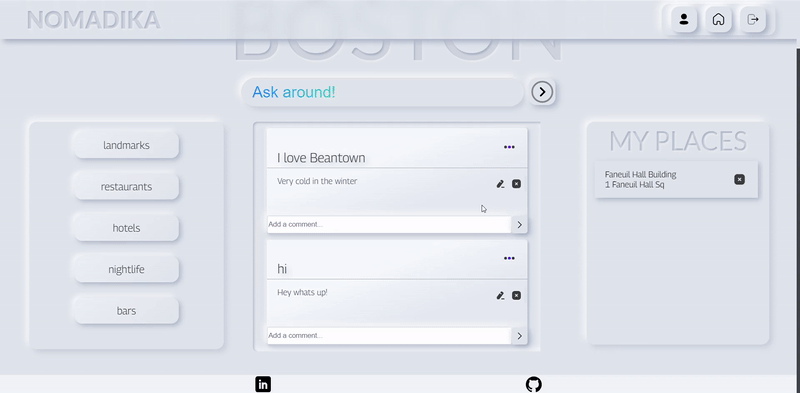 NOMADIKA
BOSTON
Ask around!
landmarks
restaurants
hotels
nightlife
bars
I love Beantown
Very cold in the winter
Add a comment...
hi
Hey whats up!
Add a comment...
MY PLACES
Faneuil Hall Building
1 Faneuil Hall Sq
in